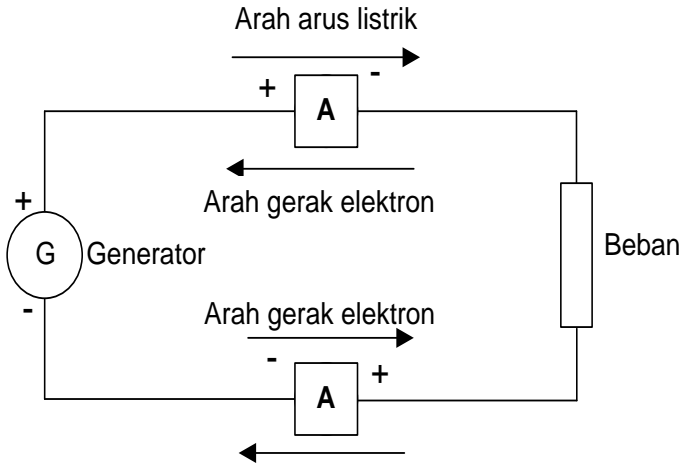 Arah arus listrik
+ -
A
Arah gerak elektron
+
G Generator
-
Beban
Arah gerak elektron
- +
A